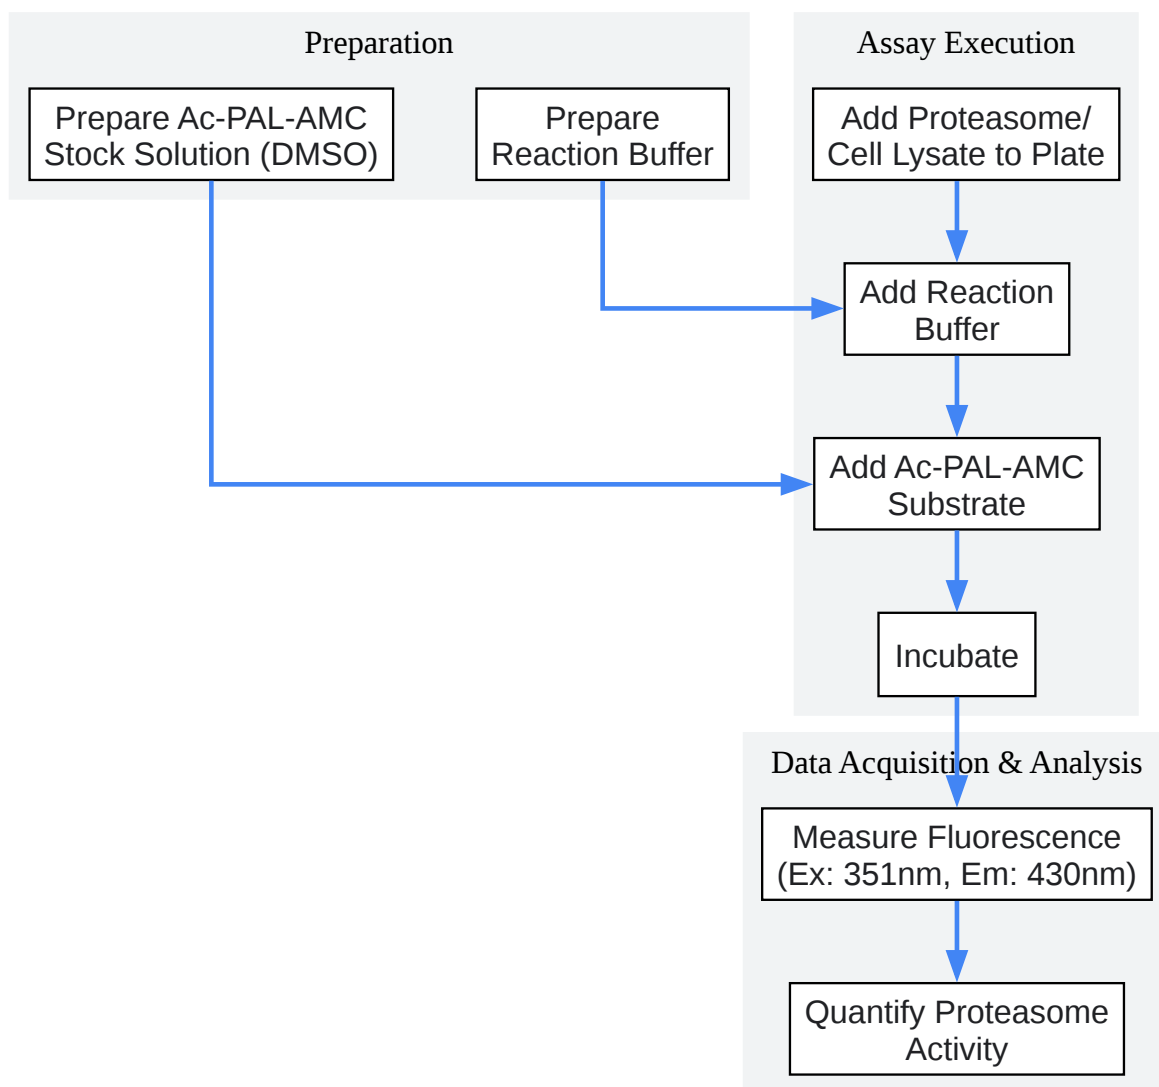 Preparation
Prepare Ac-PAL-AMC
Stock Solution (DMSO)
Prepare
Reaction Buffer
Assay Execution
Add Proteasome/
Cell Lysate to Plate
Add Reaction
Buffer
Add Ac-PAL-AMC
Substrate
Incubate
Data Acquisition & Analysis
Measure Fluorescence
(Ex: 351nm, Em: 430nm)
Quantify Proteasome
Activity